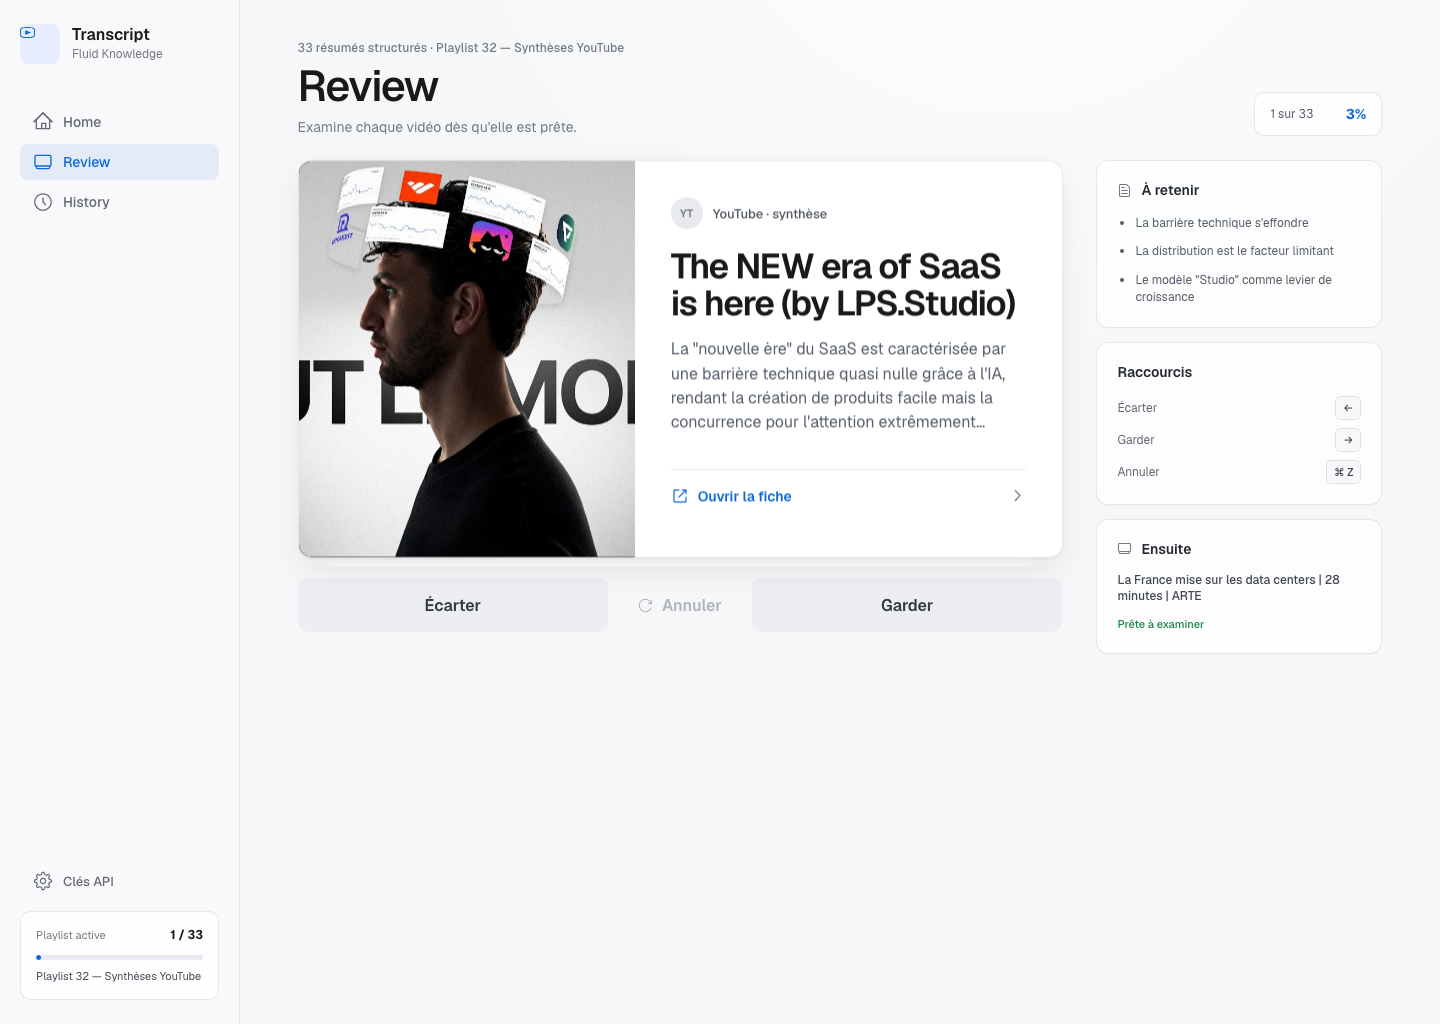 Transcript
Fluid Knowledge
Home
Review
History
Clés API
Playlist active
1 / 33
Playlist 32 — Synthèses YouTube
33 résumés structurés · Playlist 32 — Synthèses YouTube
Review
Examine chaque vidéo dès qu'elle est prête.
1 sur 33
3%
YT
YouTube · synthèse
The NEW era of SaaS
is here (by LPS.Studio)
La "nouvelle ère" du SaaS est caractérisée par
une barrière technique quasi nulle grâce à l'IA,
rendant la création de produits facile mais la
concurrence pour l'attention extrêmement...
Ouvrir la fiche
Écarter
Annuler
Garder
À retenir
La barrière technique s'effondre
La distribution est le facteur limitant
Le modèle "Studio" comme levier de
croissance
Raccourcis
Écarter
←
Garder
→
Annuler
⌘ Z
Ensuite
La France mise sur les data centers | 28
minutes | ARTE
Prête à examiner